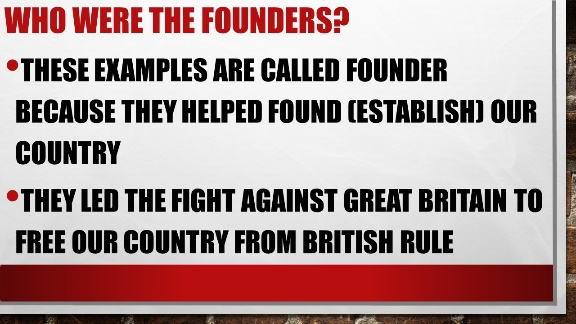 WHO WERE THE FOUNDERS?
•THESE EXAMPLES ARE CALLED FOUNDER
BECAUSE THEY HELPED FOUND (ESTABLISH) OUR
COUNTRY
•THEY LED THE FIGHT AGAINST GREAT BRITAIN TO
FREE OUR COUNTRY FROM BRITISH RULE